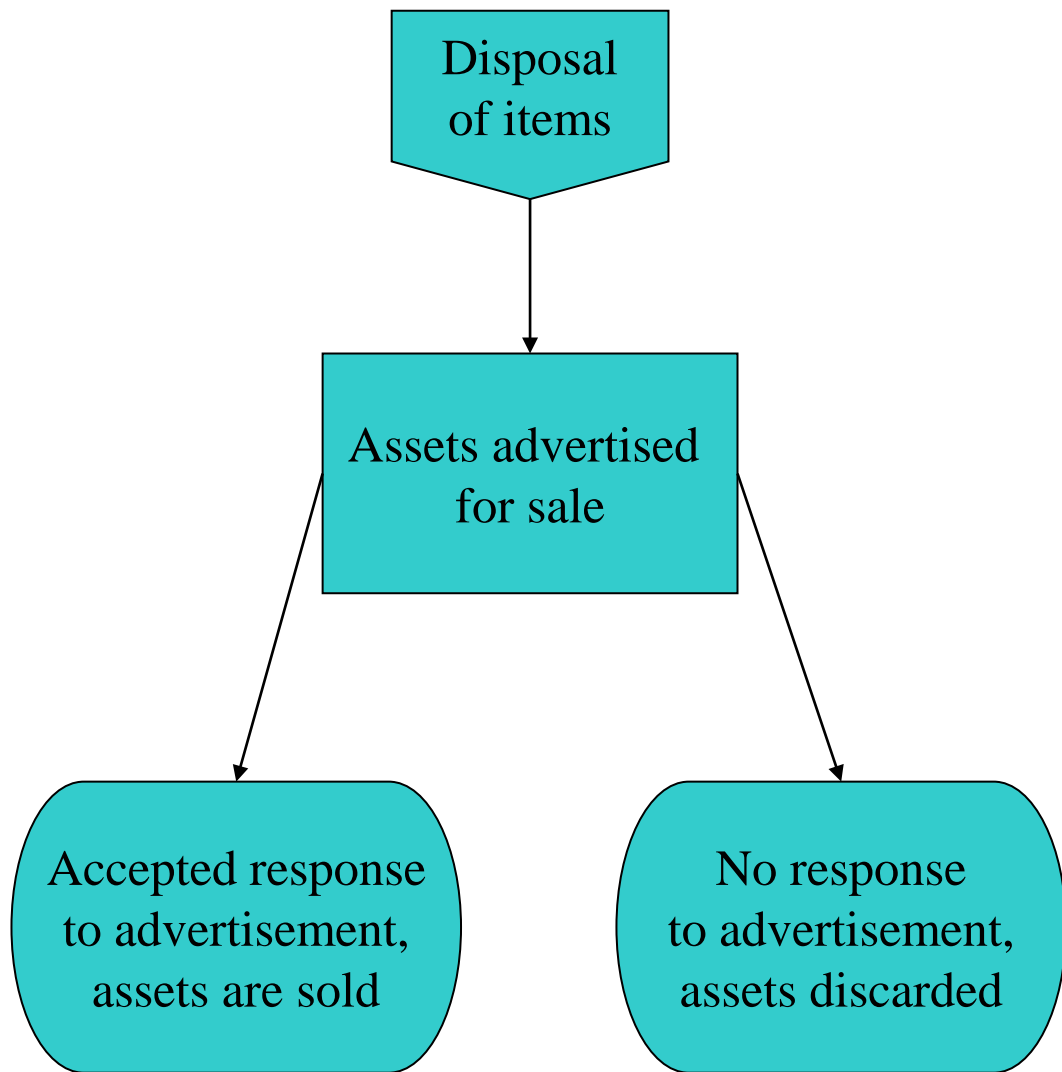 Disposal
of items
Assets advertised
for sale
Accepted response
to advertisement,
assets are sold
No response
to advertisement,
assets discarded